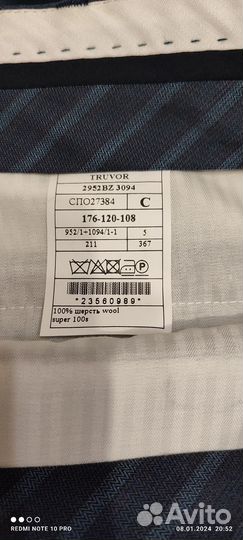 TRUVOR
2952BZ 3094
СПО27384 С
176-120-108
952/1+1094/1-1 5
211 367
P
*23560989*
100% шерсть wool
super 100s
REDMI NOTE 10 PRO
08.01.2024 20:52
Avito